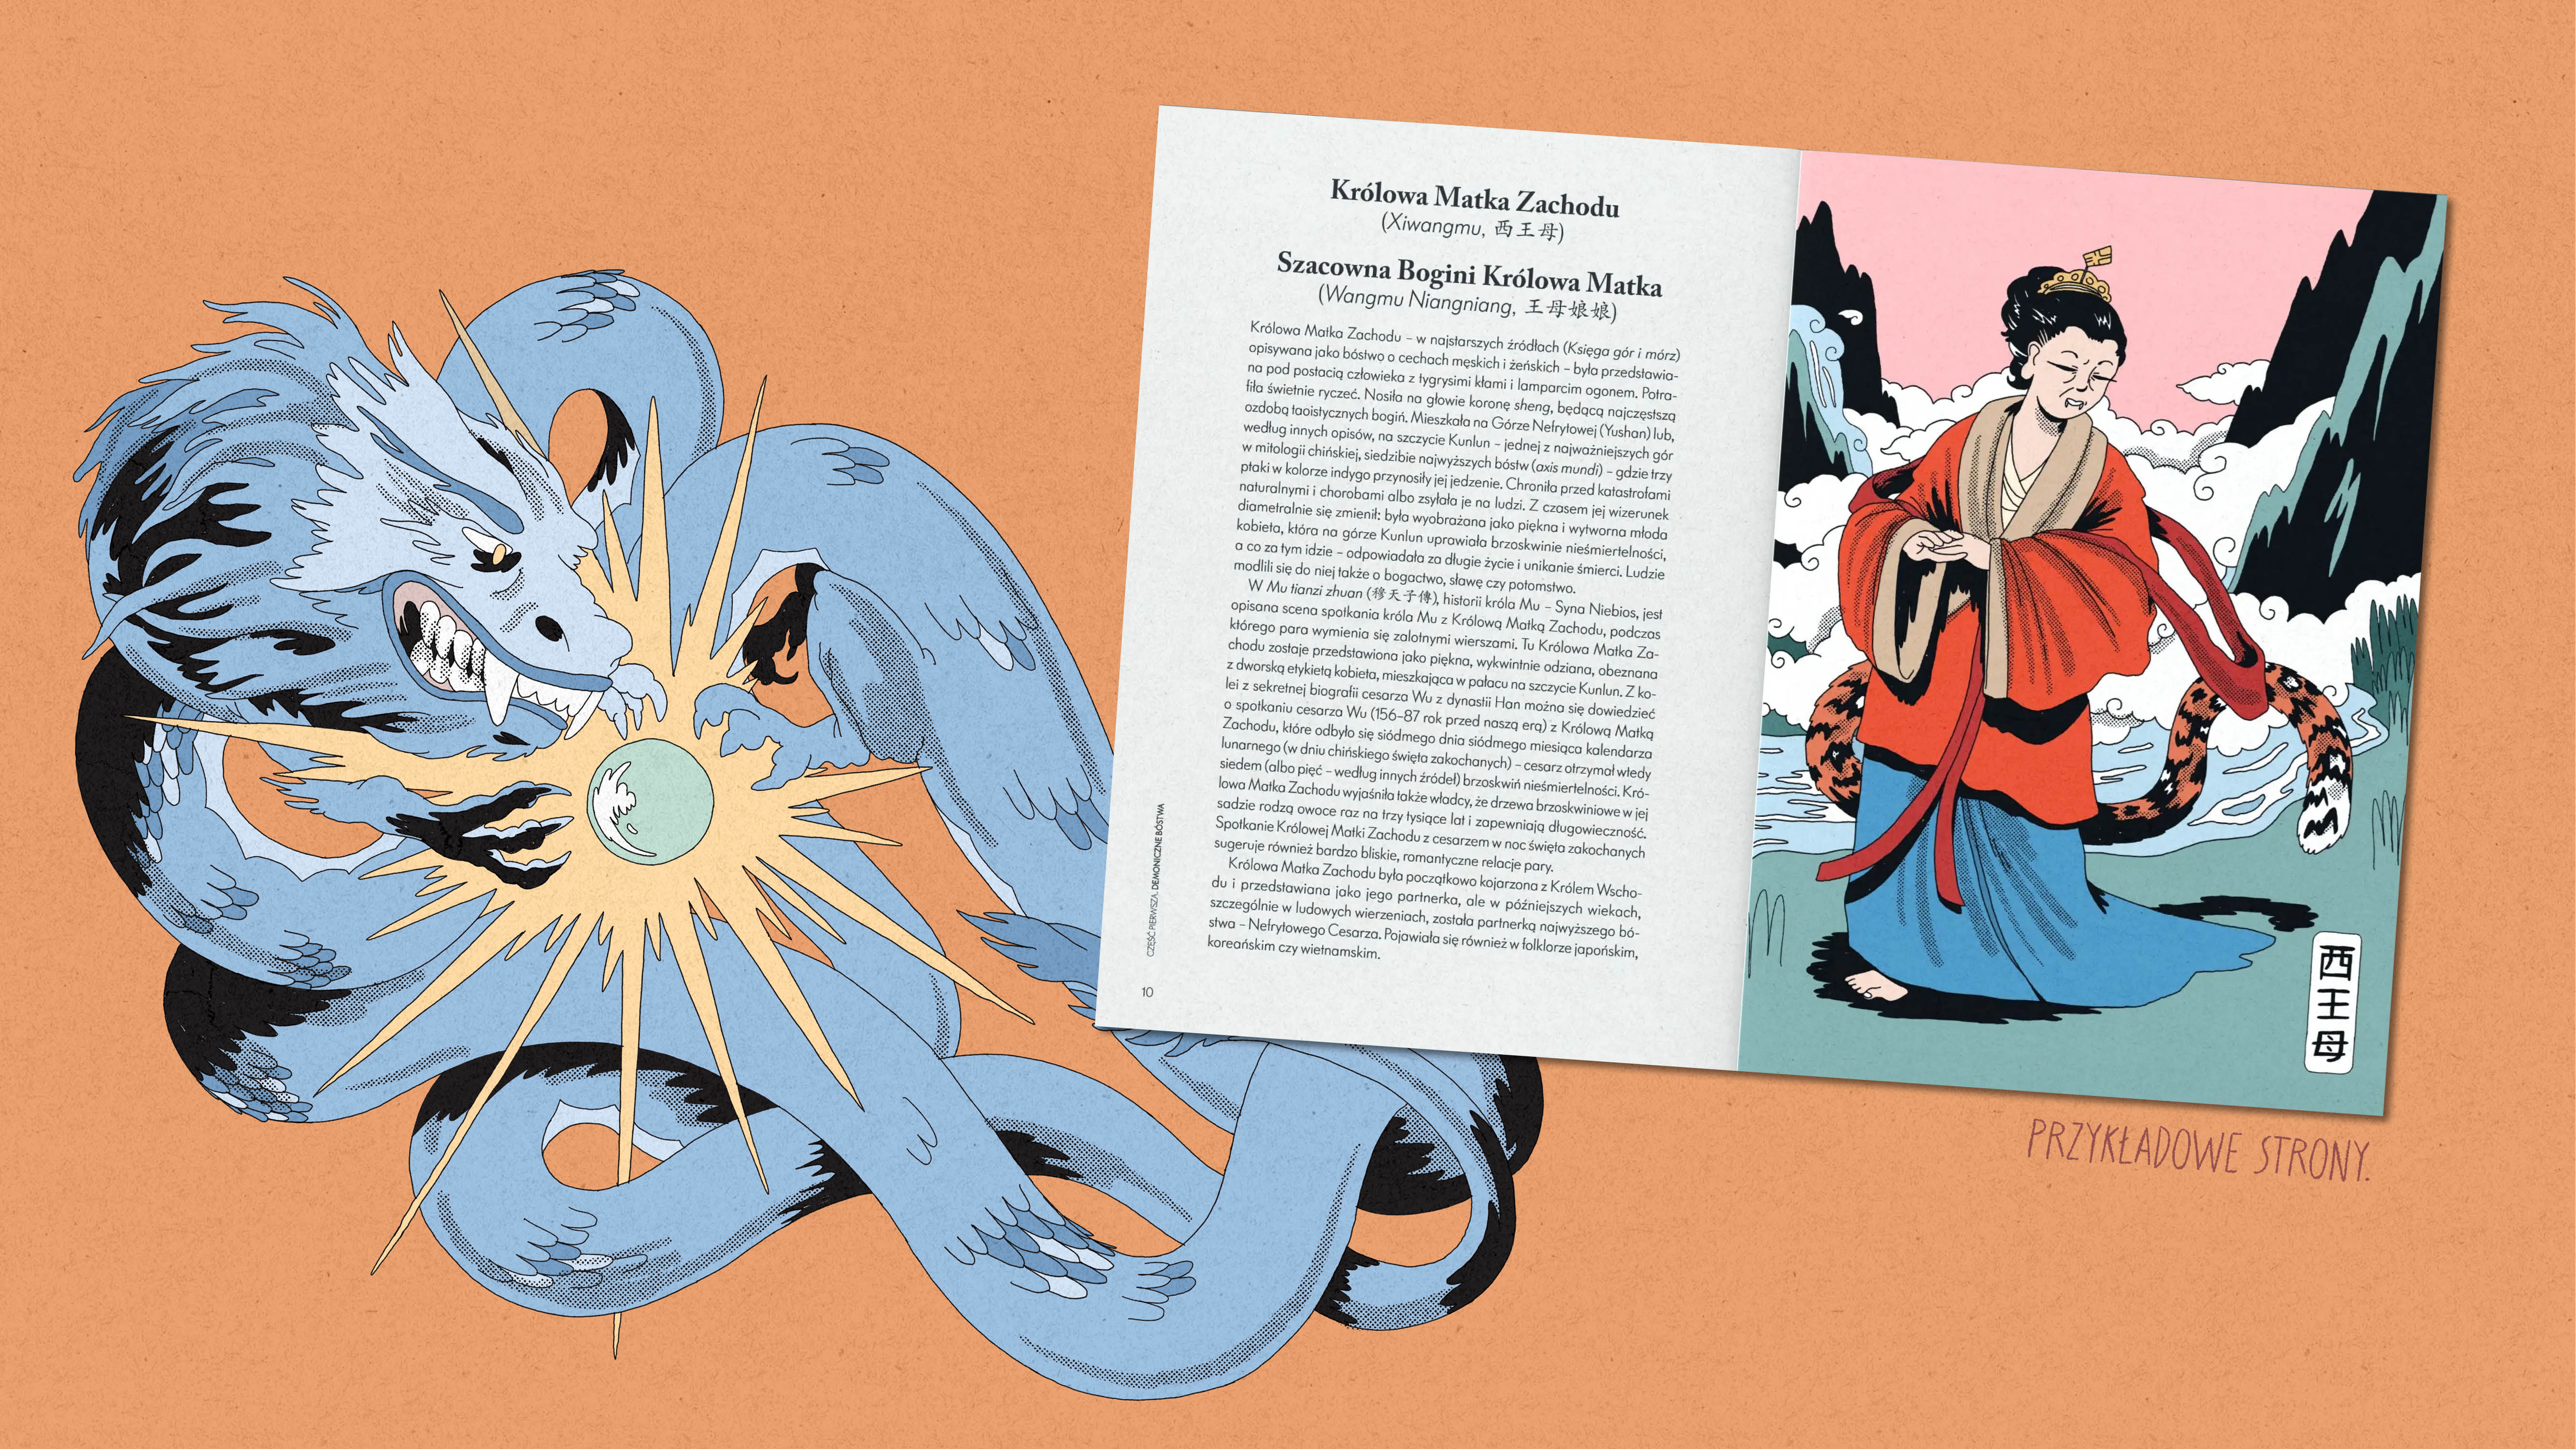 Królowa Matka Zachodu
(Xiwangmu, 西王母)
Szacowna Bogini Królowa Matka
(Wangmu Niangniang, 王母娘娘)
Królowa Matka Zachodu – w najstarszych źródłach (Księga gór i mórz)
opisywana jako bóstwo o cechach męskich i żeńskich – była przedstawia-
na pod postacią człowieka z tygrysimi kłami i lamparcim ogonem. Potra-
fiła świetnie ryczeć. Nosiła na głowie koronę sheng, będącą najczęstszą
ozdobą taoistycznych bogiń. Mieszkała na Górze Nefrytowej (Yushan) lub,
według innych opisów, na szczycie Kunlun – jednej z najważniejszych gór
w mitologii chińskiej, siedzibie najwyższych bóstw (axis mundi) – gdzie trzy
ptaki w kolorze indygo przynosiły jej jedzenie. Chroniła przed katastrofami
naturalnymi i chorobami albo zsyłała je na ludzi. Z czasem jej wizerunek
diametralnie się zmienił: była wyobrażana jako piękna i wytworna młoda
kobieta, która na górze Kunlun uprawiała brzoskwinie nieśmiertelności,
a co za tym idzie – odpowiadała za długie życie i unikanie śmierci. Ludzie
modlili się do niej także o bogactwo, sławę czy potomstwo.
W Mu tianzi zhuan (穆天子傳), historii króla Mu – Syna Niebios, jest
opisana scena spotkania króla Mu z Królową Matką Zachodu, podczas
którego para wymienia się zalotnymi wierszami. Tu Królowa Matka Za-
chodu zostaje przedstawiona jako piękna, wykwintnie odziana, obeznana
z dworską etykietą kobieta, mieszkająca w pałacu na szczycie Kunlun. Z ko-
lei z sekretnej biografii cesarza Wu z dynastii Han można się dowiedzieć
o spotkaniu cesarza Wu (156–87 rok przed naszą erą) z Królową Matką
Zachodu, które odbyło się siódmego dnia siódmego miesiąca kalendarza
lunarnego (w dniu chińskiego święta zakochanych) – cesarz otrzymał wtedy
siedem (albo pięć – według innych źródeł) brzoskwiń nieśmiertelności. Kró-
lowa Matka Zachodu wyjaśniła także władcy, że drzewa brzoskwiniowe w jej
sadzie rodzą owoce raz na trzy tysiące lat i zapewniają długowieczność.
Spotkanie Królowej Matki Zachodu z cesarzem w noc święta zakochanych
sugeruje również bardzo bliskie, romantyczne relacje pary.
Królowa Matka Zachodu była początkowo kojarzona z Królem Wscho-
du i przedstawiana jako jego partnerka, ale w późniejszych wiekach,
szczególnie w ludowych wierzeniach, została partnerką najwyższego bó-
stwa – Nefrytowego Cesarza. Pojawiała się również w folklorze japońskim,
koreańskim czy wietnamskim.
CZĘŚĆ PIERWSZA. DEMONICZNE BÓSTWA
10
西王母
PRZYKŁADOWE STRONY.